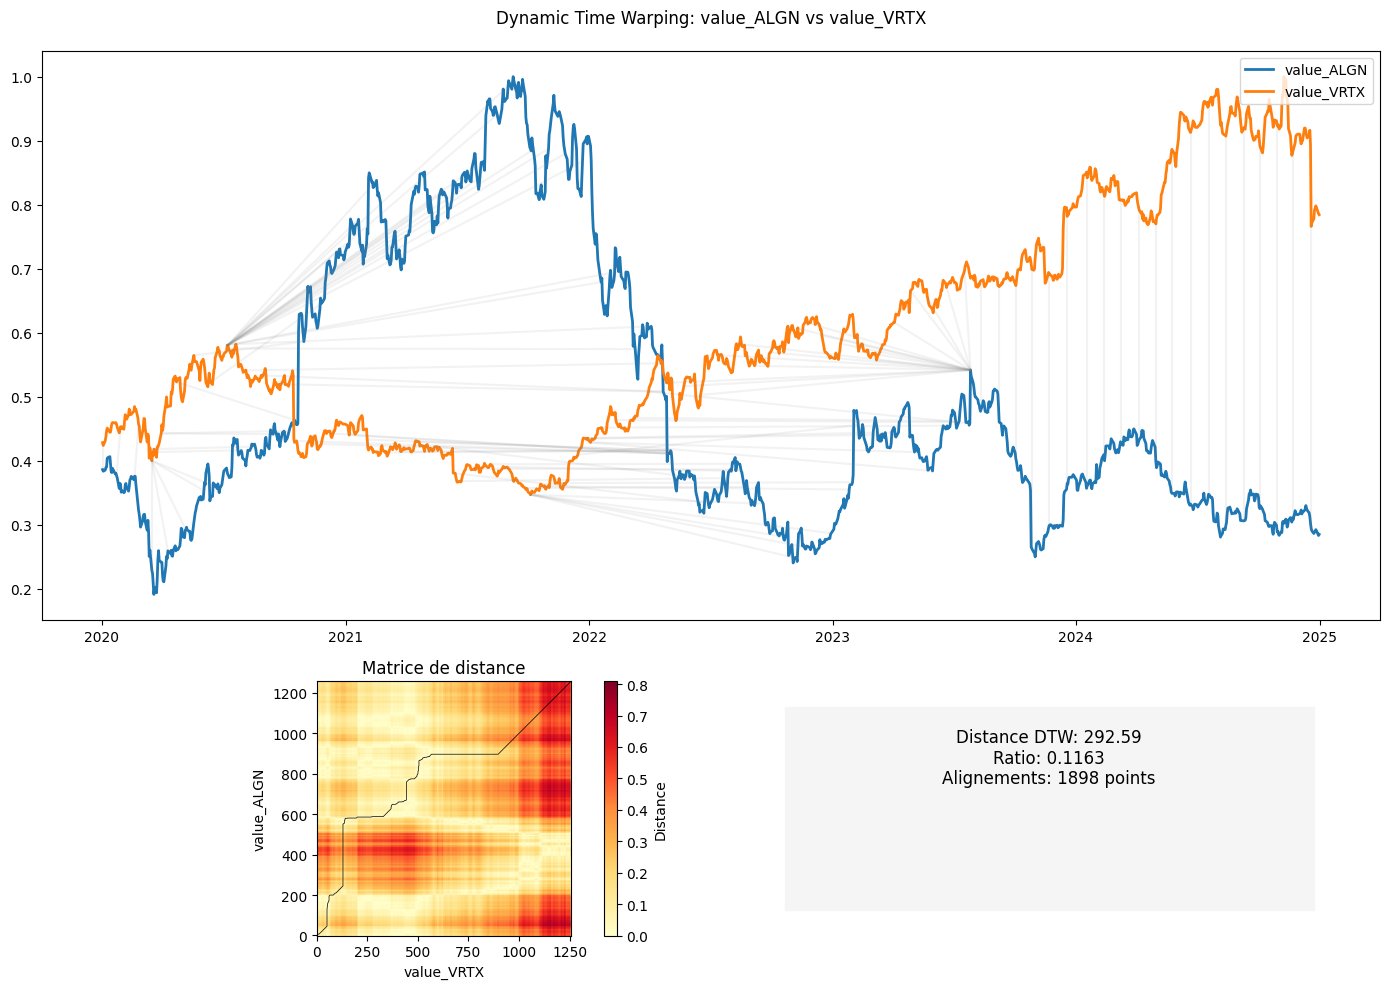 Dynamic Time Warping: value_ALGN vs value_VRTX
value_ALGN
value_VRTX
1.0
0.9
0.8
0.7
0.6
0.5
0.4
0.3
0.2
2020 2021 2022 2023 2024 2025
Matrice de distance
value_ALGN
1200
1000
800
600
400
200
0
0 250 500 750 1000 1250
value_VRTX
0.8
0.7
0.6
0.5
0.4
0.3
0.2
0.1
0.0
Distance
Distance DTW: 292.59
Ratio: 0.1163
Alignements: 1898 points